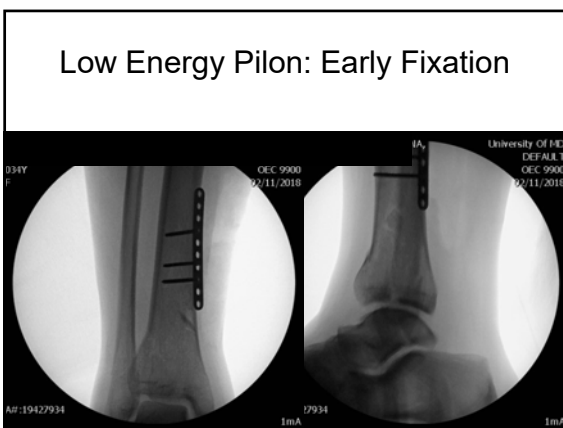 Low Energy Pilon: Early Fixation
034Y
F
OEC 9900
02/11/2018
A#:19427934
1mA
University Of MD
DEFAULT
OEC 9900
02/11/2018
27934
1mA